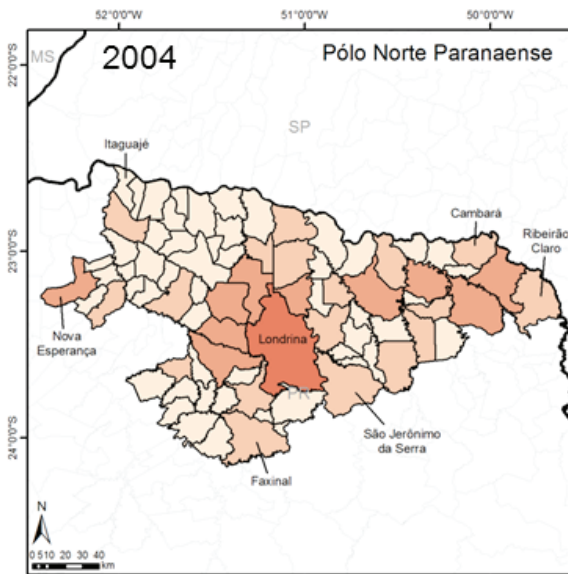 52°0'0"W 51°0'0"W 50°0'0"W
22°0'0"S
23°0'0"S
24°0'0"S
2004
Pólo Norte Paranaense
MS
SP
Itaguajé
Cambará
Ribeirão
Claro
Nova
Esperança
Londrina
PR
São Jerônimo
da Serra
Faxinal
N
0 5 10 20 30 40
km